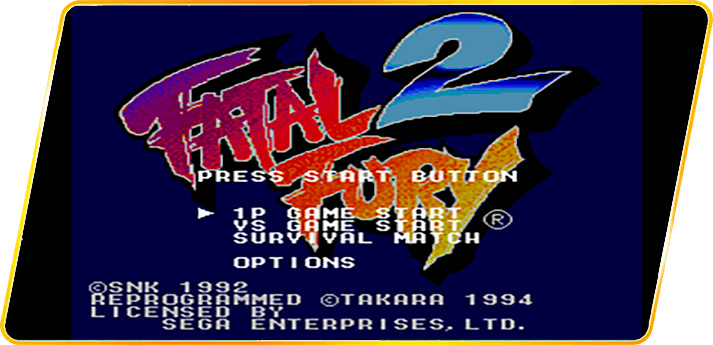 FATAL
FURY
2
PRESS START BUTTON
1P GAME START
VS GAME START
SURVIVAL MATCH
OPTIONS
®
©SNK 1992
REPROGRAMMED ©TAKARA 1994
LICENSED BY
SEGA ENTERPRISES,LTD.